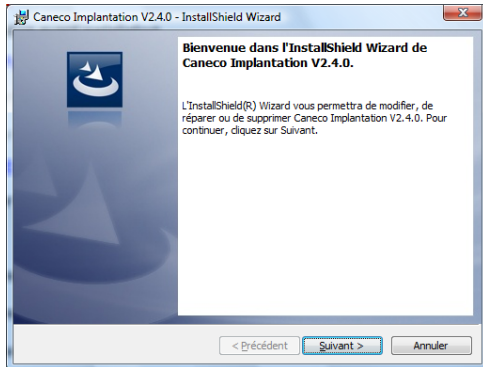 Caneco Implantation V2.4.0 - InstallShield Wizard
Bienvenue dans l'InstallShield Wizard de
Caneco Implantation V2.4.0.
L'InstallShield(R) Wizard vous permettra de modifier, de
réparer ou de supprimer Caneco Implantation V2.4.0. Pour
continuer, cliquez sur Suivant.
< Précédent Suivant > Annuler